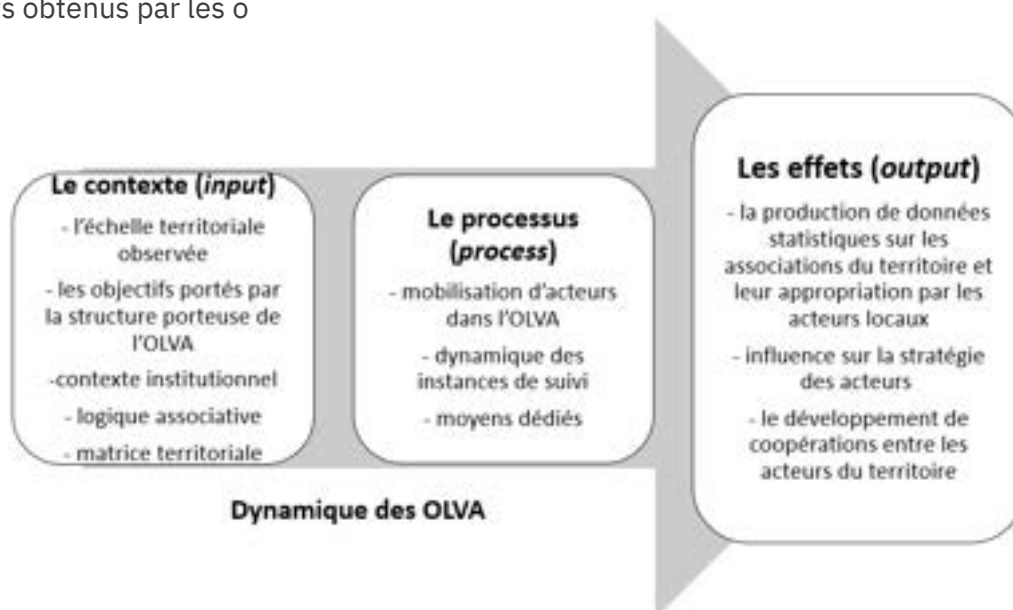 s obtenus par les o
Le contexte (input)
- l'échelle territoriale
observée
- les objectifs portés par
la structure porteuse de
l'OLVA
-contexte institutionnel
- logique associative
- matrice territoriale
Le processus
(process)
- mobilisation d'acteurs
dans l'OLVA
- dynamique des
instances de suivi
- moyens dédiés
Les effets (output)
- la production de données
statistiques sur les
associations du territoire et
leur appropriation par les
acteurs locaux
- influence sur la stratégie
des acteurs
- le développement de
coopérations entre les
acteurs du territoire
Dynamique des OLVA